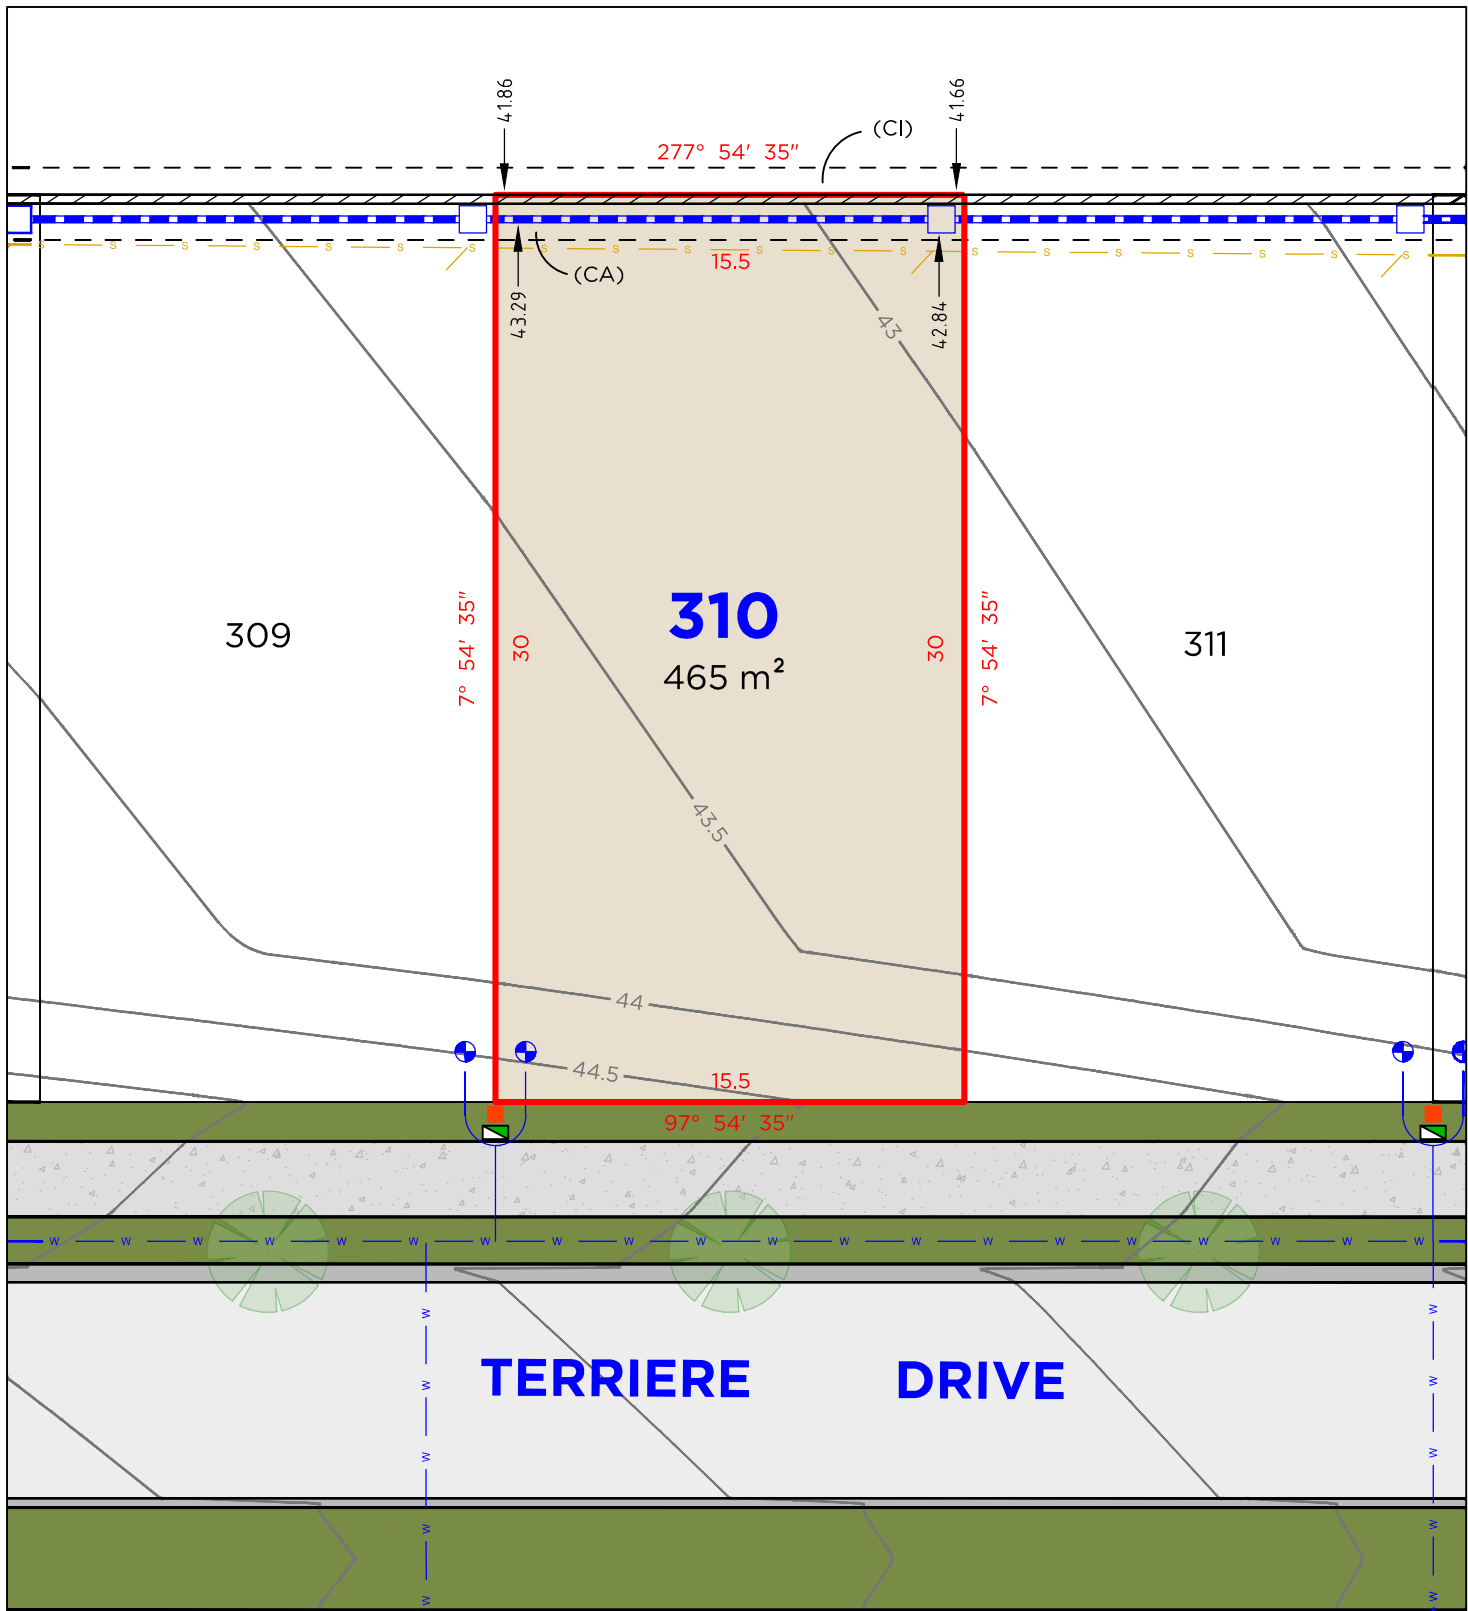 41.86
41.66
(CI)
277° 54' 35"
S S S S S S S S S S S S S S S S S S S S
15.5
(CA)
43.29
42.84
43
310
465 m²
309
311
7° 54' 35"
30
30
7° 54' 35"
43.5
44
44.5
15.5
97° 54' 35"
W W W W W W W W W W W W W W W W W W W W
W W
TERRIERE DRIVE
W W
W W
W W
W W